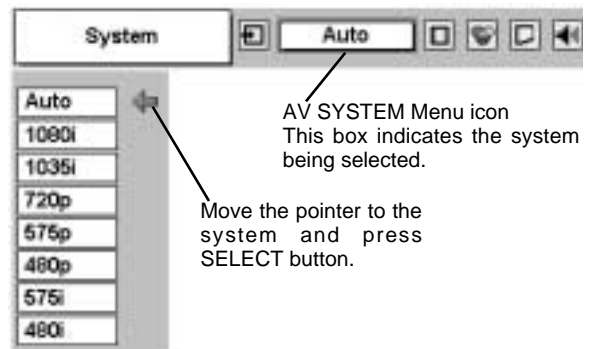 System
Auto
AV SYSTEM Menu icon
This box indicates the system
being selected.
Auto
1080i
1035i
720p
575p
480p
575i
480i
Move the pointer to the
system and press
SELECT button.